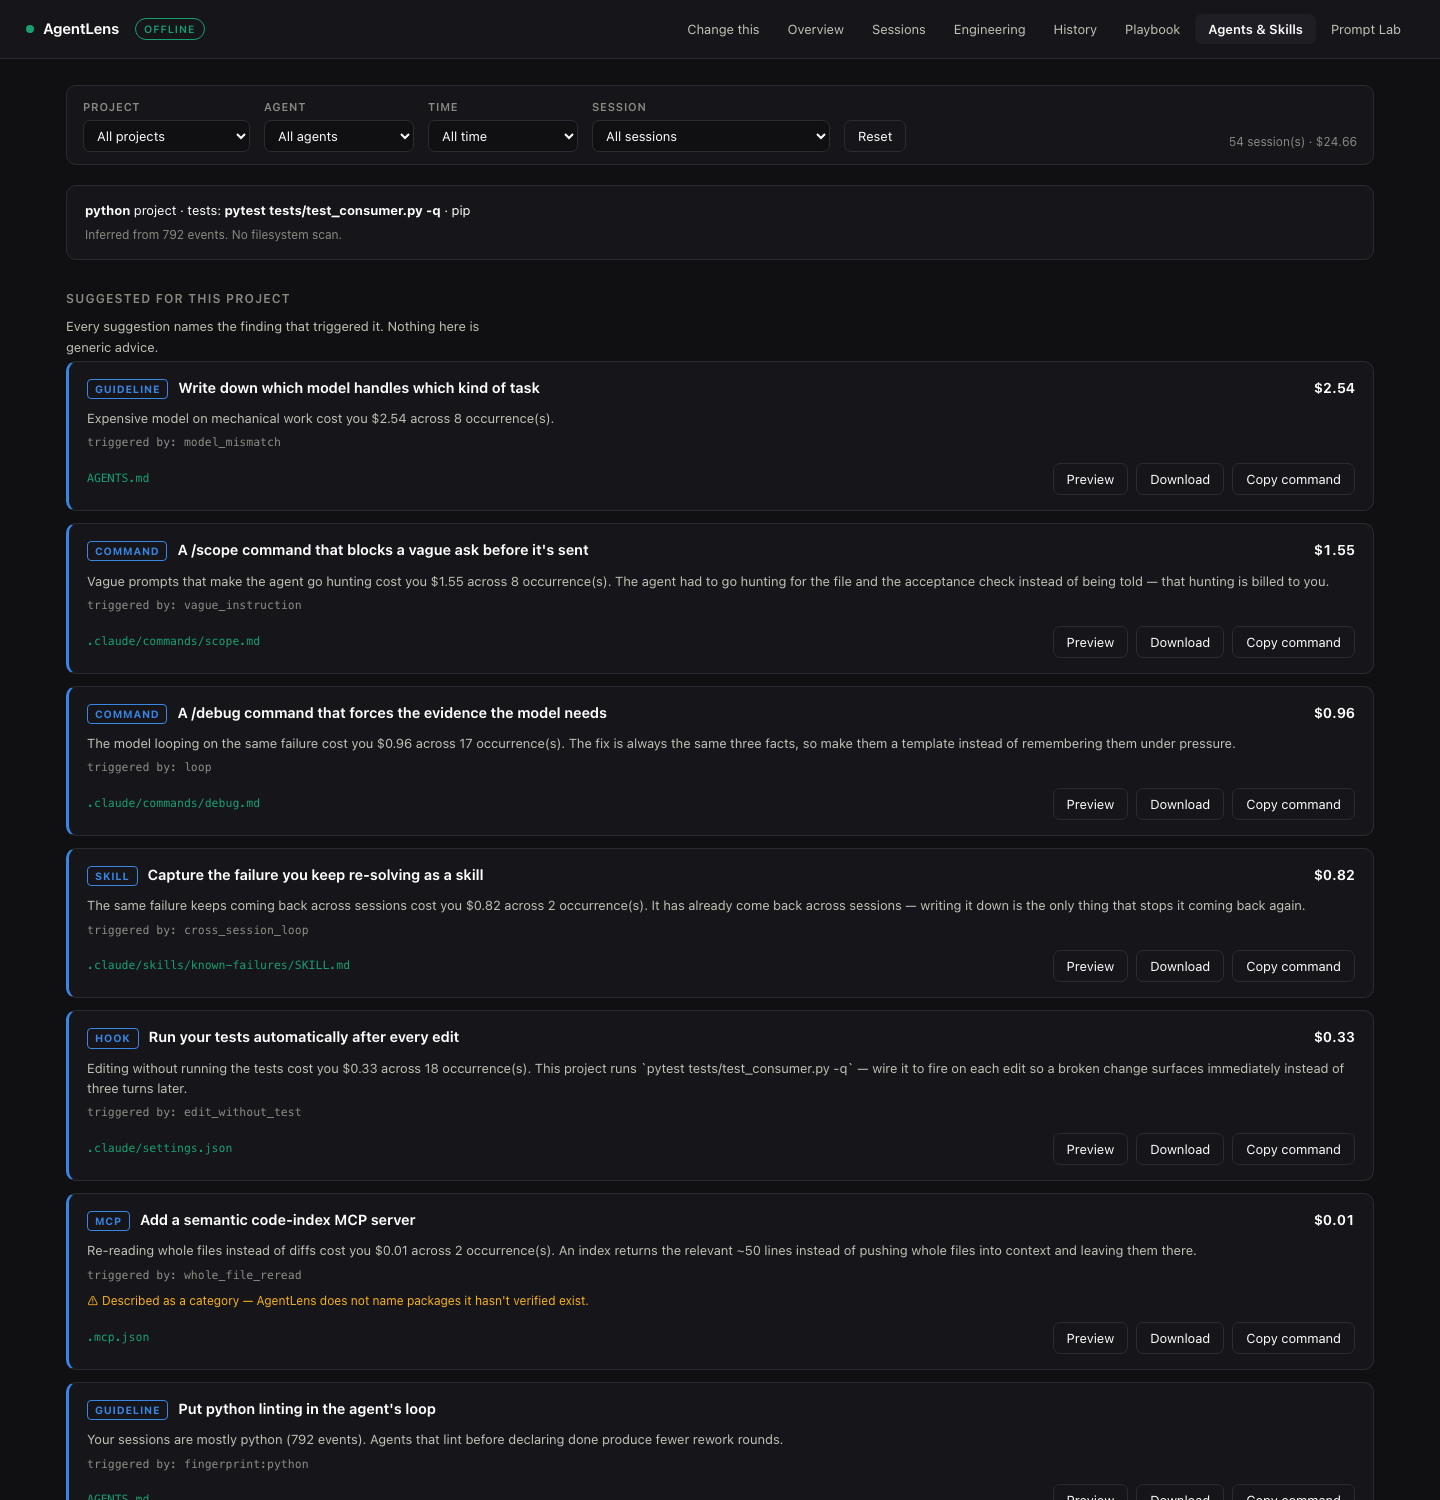 AgentLens OFFLINE Change this Overview Sessions Engineering History Playbook Agents & Skills Prompt Lab
PROJECT AGENT TIME SESSION
All projects All agents All time All sessions Reset 54 session(s) · $24.66
python project · tests: pytest tests/test_consumer.py -q · pip
Inferred from 792 events. No filesystem scan.
SUGGESTED FOR THIS PROJECT
Every suggestion names the finding that triggered it. Nothing here is
generic advice.
GUIDELINE Write down which model handles which kind of task $2.54
Expensive model on mechanical work cost you $2.54 across 8 occurrence(s).
triggered by: model_mismatch
AGENTS.md Preview Download Copy command
COMMAND A /scope command that blocks a vague ask before it's sent $1.55
Vague prompts that make the agent go hunting cost you $1.55 across 8 occurrence(s). The agent had to go hunting for the file and the acceptance check instead of being told — that hunting is billed to you.
triggered by: vague_instruction
.claude/commands/scope.md Preview Download Copy command
COMMAND A /debug command that forces the evidence the model needs $0.96
The model looping on the same failure cost you $0.96 across 17 occurrence(s). The fix is always the same three facts, so make them a template instead of remembering them under pressure.
triggered by: loop
.claude/commands/debug.md Preview Download Copy command
SKILL Capture the failure you keep re-solving as a skill $0.82
The same failure keeps coming back across sessions cost you $0.82 across 2 occurrence(s). It has already come back across sessions — writing it down is the only thing that stops it coming back again.
triggered by: cross_session_loop
.claude/skills/known-failures/SKILL.md Preview Download Copy command
HOOK Run your tests automatically after every edit $0.33
Editing without running the tests cost you $0.33 across 18 occurrence(s). This project runs `pytest tests/test_consumer.py -q` — wire it to fire on each edit so a broken change surfaces immediately instead of
three turns later.
triggered by: edit_without_test
.claude/settings.json Preview Download Copy command
MCP Add a semantic code-index MCP server $0.01
Re-reading whole files instead of diffs cost you $0.01 across 2 occurrence(s). An index returns the relevant ~50 lines instead of pushing whole files into context and leaving them there.
triggered by: whole_file_reread
⚠ Described as a category — AgentLens does not name packages it hasn't verified exist.
.mcp.json Preview Download Copy command
GUIDELINE Put python linting in the agent's loop
Your sessions are mostly python (792 events). Agents that lint before declaring done produce fewer rework rounds.
triggered by: fingerprint:python
AGENTS.md Preview Download Copy command